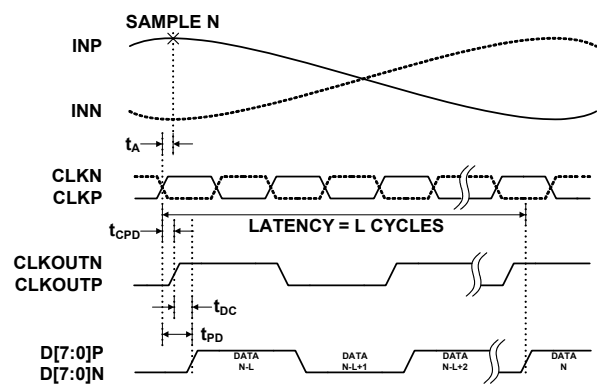 SAMPLE N
INP
INN
tA
CLKN
CLKP
LATENCY = L CYCLES
tCPD
CLKOUTN
CLKOUTP
tDC
tPD
D[7:0]P
D[7:0]N
DATA
N-L
DATA
N-L+1
DATA
N-L+2
DATA
N